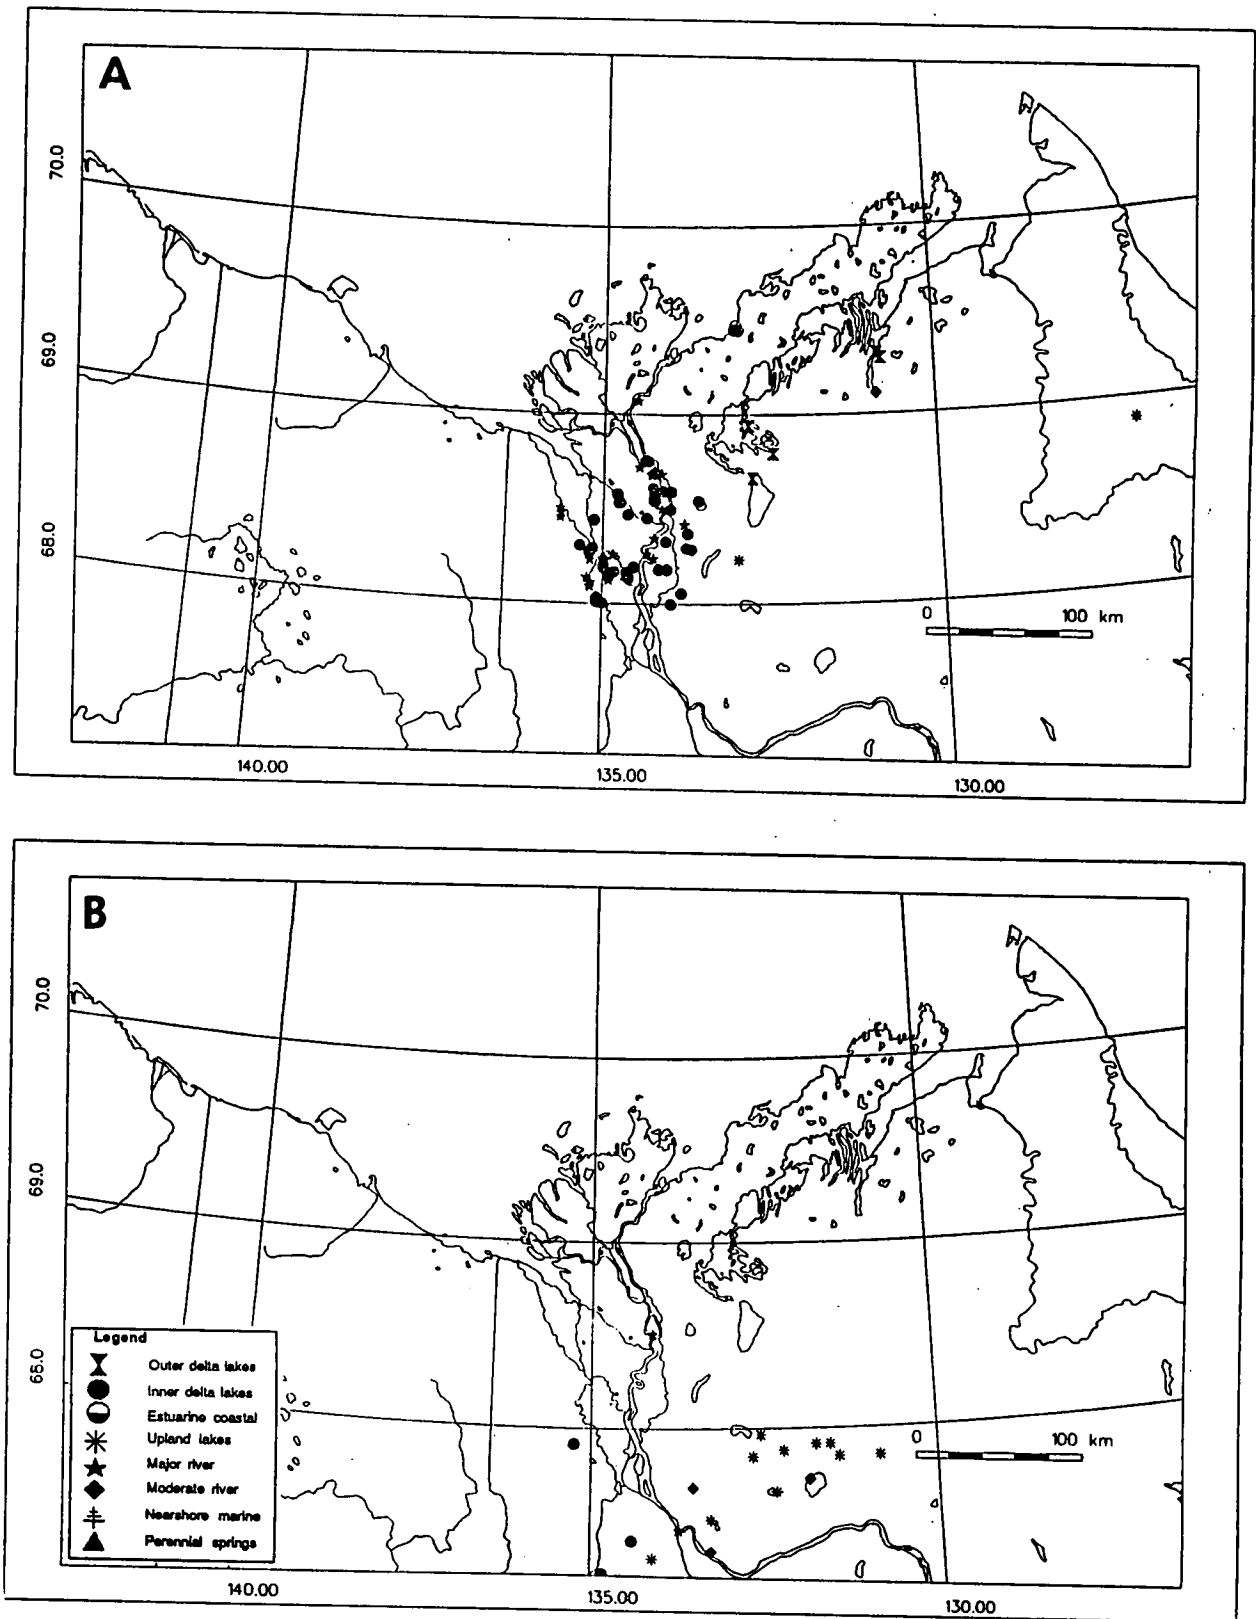 A
70.0
69.0
68.0
0 100 km
140.00 135.00 130.00
B
70.0
69.0
65.0
Legend
Outer delta lakes
Inner delta lakes
Estuarine coastal
Upland lakes
Major river
Moderate river
Nearshore marine
Perennial springs
0 100 km
140.00 135.00 130.00